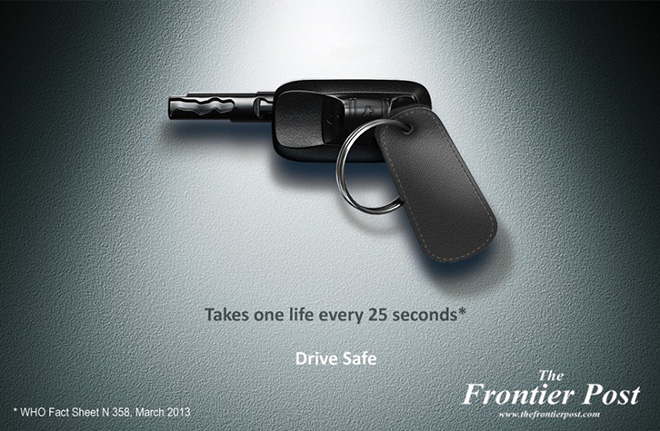 Takes one life every 25 seconds*
Drive Safe
The
Frontier Post
www.thefrontierpost.com
* WHO Fact Sheet N 358, March 2013